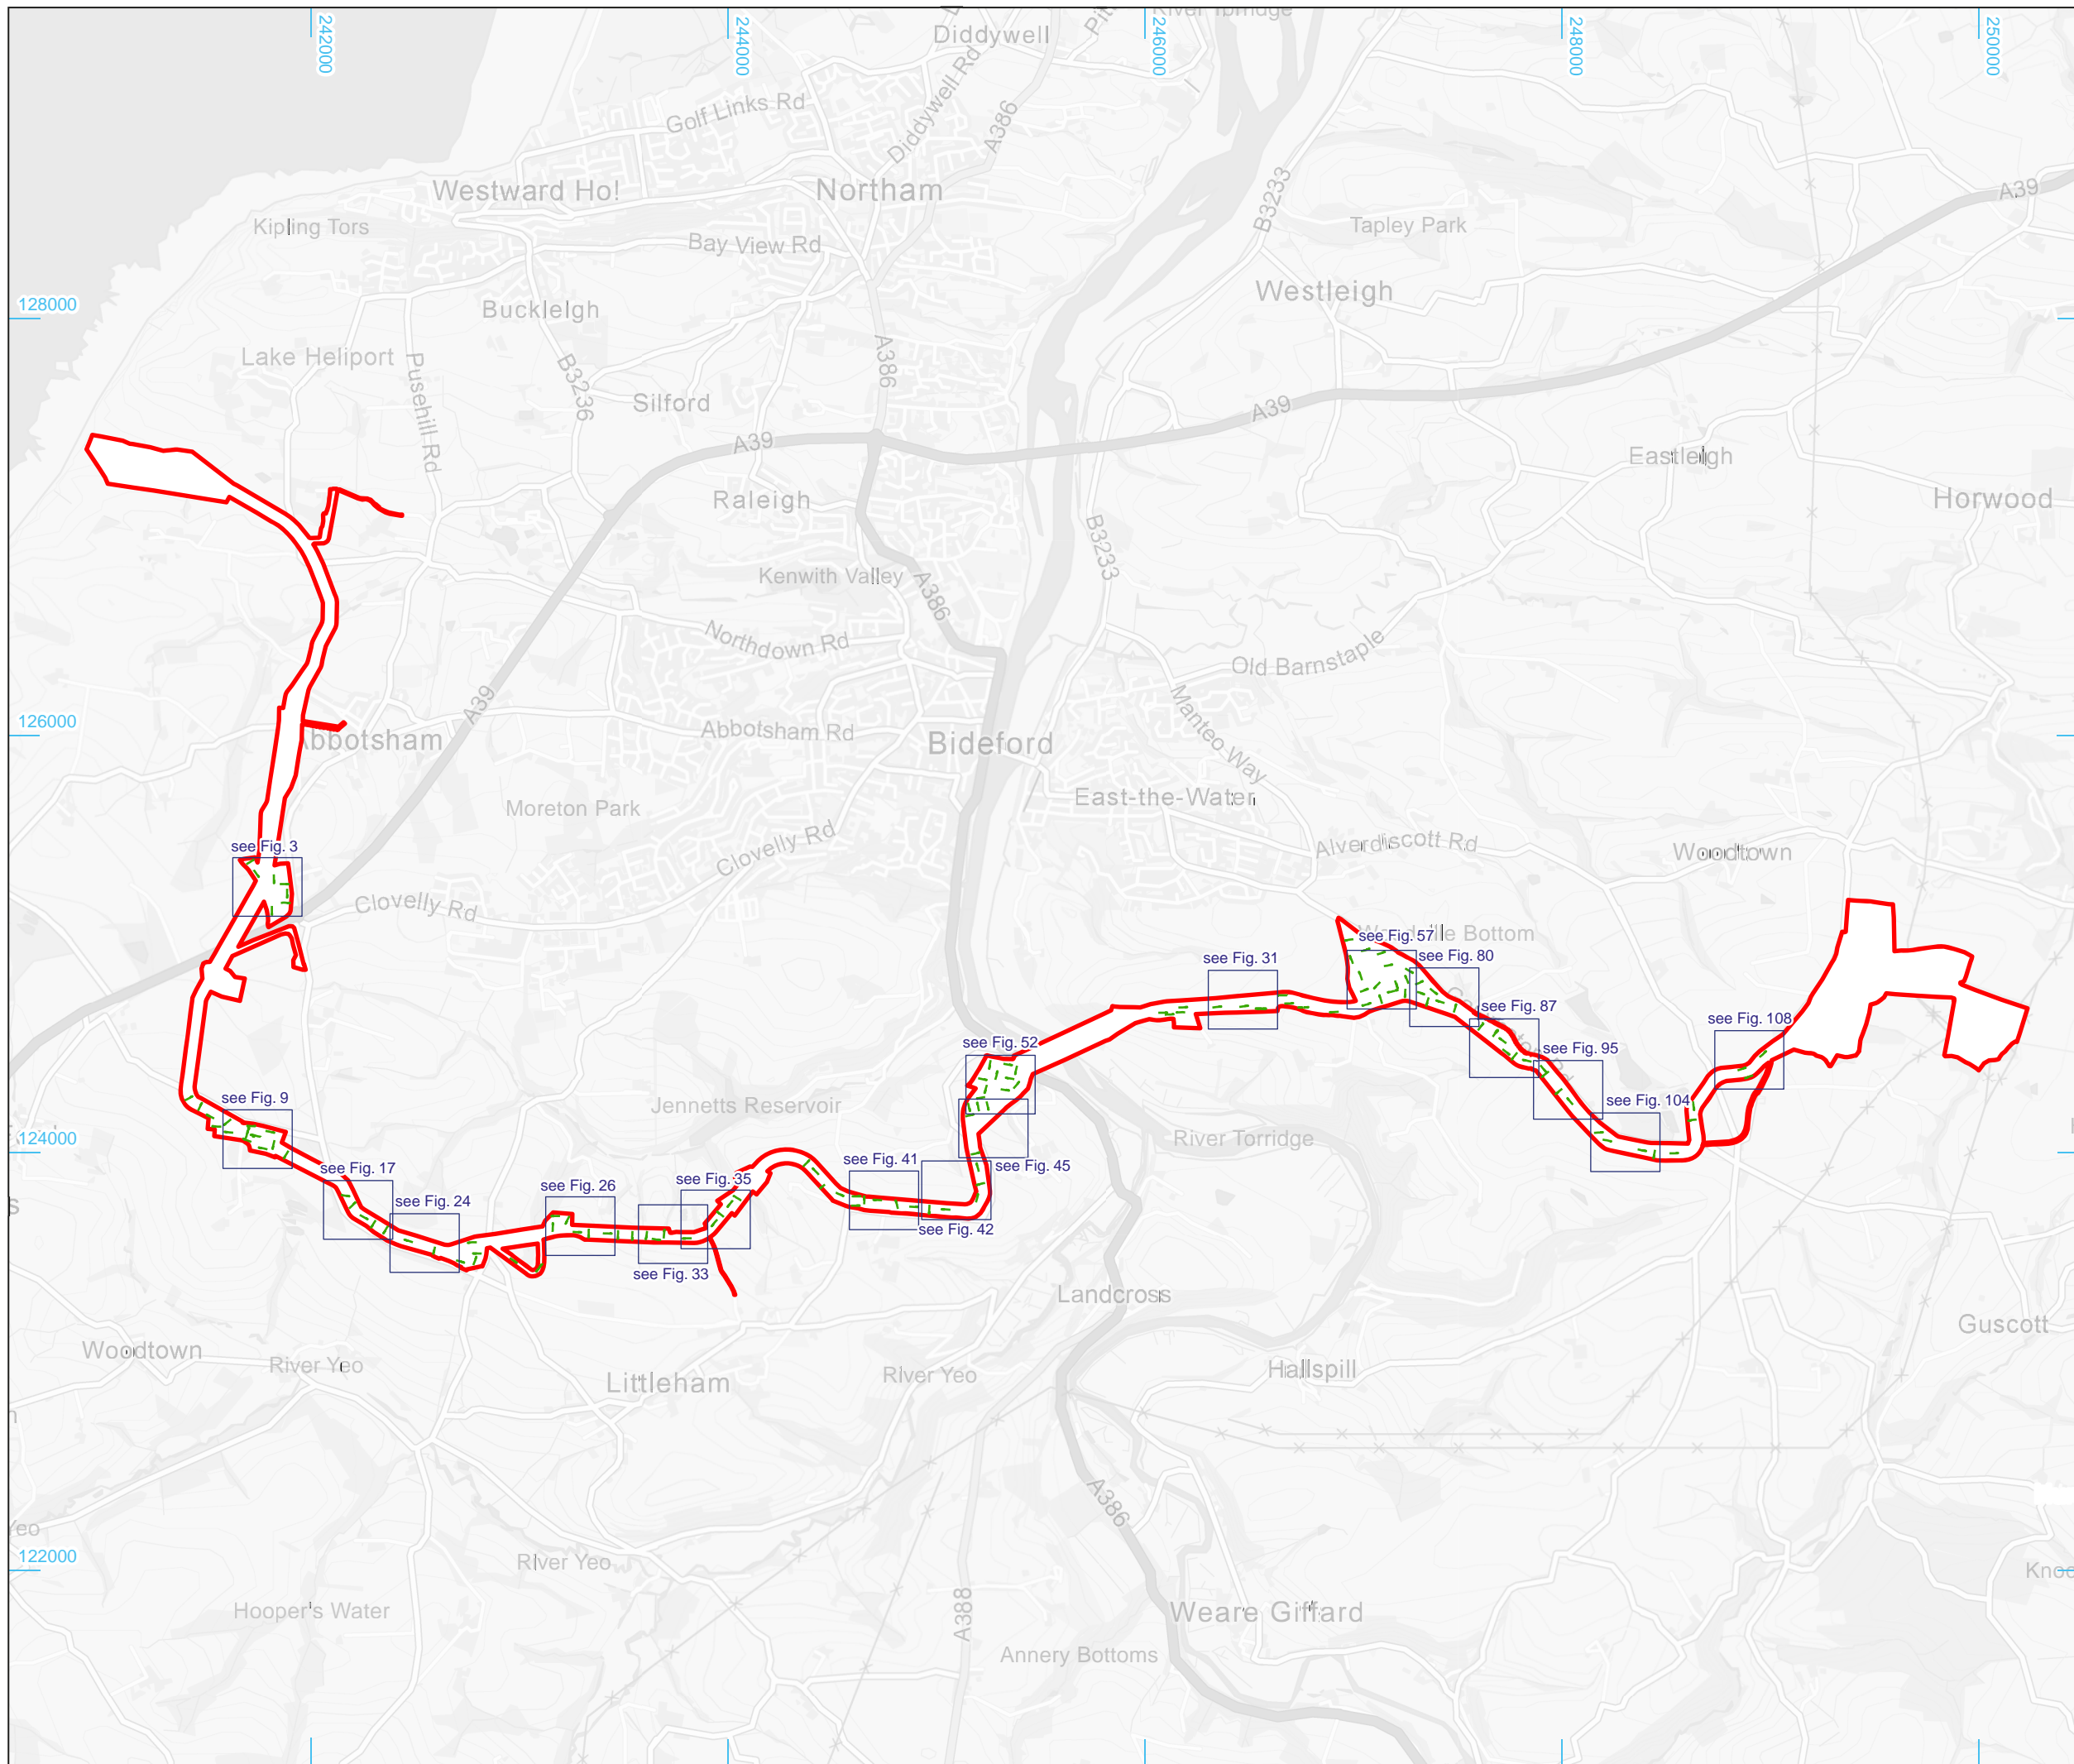 River Torridge
Diddywell
242000
244000
246000
248000
250000
Diddywell Rd
A386
Golf Links Rd
Westward Ho!
Northam
B3233
A39
Kipling Tors
Bay View Rd
Tapley Park
Westleigh
128000
Buckleigh
Lake Heliport
Pusehill Rd
B3236
A386
Silford
A39
A39
Eastleigh
Raleigh
Horwood
B3233
Kenwith Valley
A386
Northdown Rd
Old Barnstaple
A39
Manteo Way
126000
Abbotsham
Abbotsham Rd
Bideford
Moreton Park
East-the-Water
Clovelly Rd
Alverdiscott Rd
Woodtown
see Fig. 3
Clovelly Rd
see Fig. 57
see Fig. 31
see Fig. 80
see Fig. 87
see Fig. 52
see Fig. 108
see Fig. 95
see Fig. 9
Jennetts Reservoir
see Fig. 104
124000
River Torridge
see Fig. 17
see Fig. 35
see Fig. 41
see Fig. 45
see Fig. 24
see Fig. 26
see Fig. 42
see Fig. 33
Landcross
Guscott
Woodtown
River Yeo
Littleham
River Yeo
Hallspill
A386
Yeo
122000
River Yeo
Hooper's Water
A388
Weare Giffard
Annery Bottoms